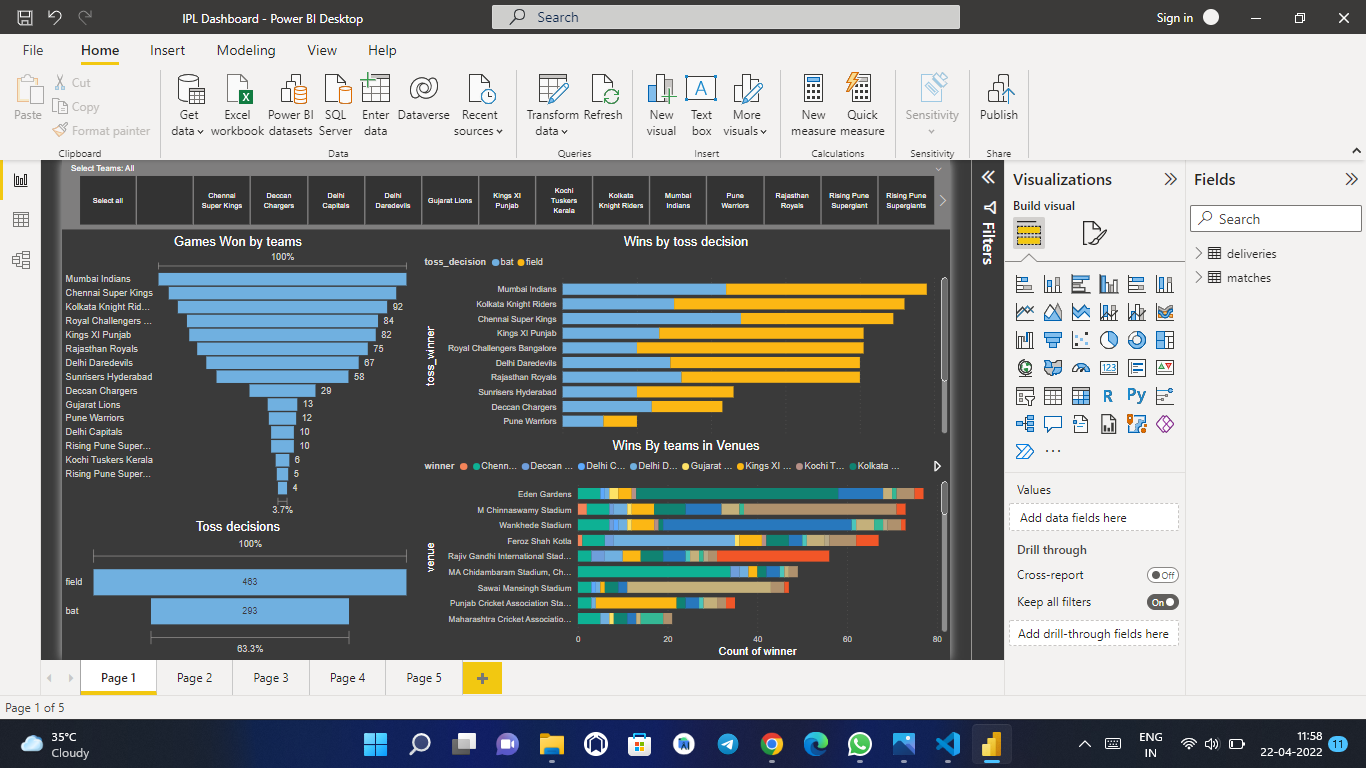 IPL Dashboard - Power BI Desktop
Search
Sign in
File
Home
Insert
Modeling
View
Help
Paste
Cut
Copy
Format painter
Clipboard
Get data
Excel workbook
Power BI datasets
SQL Server
Enter data
Dataverse
Recent sources
Data
Transform data
Refresh
Queries
New visual
Text box
More visuals
Insert
New measure
Quick measure
Calculations
Sensitivity
Sensitivity
Publish
Share
Select Teams: All
Select all
Chennai Super Kings
Deccan Chargers
Delhi Capitals
Delhi Daredevils
Gujarat Lions
Kings XI Punjab
Kochi Tuskers Kerala
Kolkata Knight Riders
Mumbai Indians
Pune Warriors
Rajasthan Royals
Rising Pune Supergiant
Rising Pune Supergiants
Games Won by teams
100%
Mumbai Indians
Chennai Super Kings
Kolkata Knight Rid... 92
Royal Challengers ... 84
Kings XI Punjab 82
Rajasthan Royals 75
Delhi Daredevils 67
Sunrisers Hyderabad 58
Deccan Chargers 29
Gujarat Lions 13
Pune Warriors 12
Delhi Capitals 10
Rising Pune Super... 10
Kochi Tuskers Kerala 6
Rising Pune Super... 5
4
3.7%
Toss decisions
100%
field 463
bat 293
63.3%
Wins by toss decision
toss_decision bat field
toss_winner
Mumbai Indians
Kolkata Knight Riders
Chennai Super Kings
Kings XI Punjab
Royal Challengers Bangalore
Delhi Daredevils
Rajasthan Royals
Sunrisers Hyderabad
Deccan Chargers
Pune Warriors
Wins By teams in Venues
winner Chenn... Deccan ... Delhi C... Delhi D... Gujarat ... Kings XI ... Kochi T... Kolkata ...
venue
Eden Gardens
M Chinnaswamy Stadium
Wankhede Stadium
Feroz Shah Kotla
Rajiv Gandhi International Stad...
MA Chidambaram Stadium, Ch...
Sawai Mansingh Stadium
Punjab Cricket Association Sta...
Maharashtra Cricket Associatio...
0 20 40 60 80
Count of winner
Filters
Visualizations
Build visual
123
R
Py
Values
Add data fields here
Drill through
Cross-report
Off
Keep all filters
On
Add drill-through fields here
Fields
Search
deliveries
matches
Page 1
Page 2
Page 3
Page 4
Page 5
Page 1 of 5
35°C
Cloudy
ENG
IN
11:58
22-04-2022
11